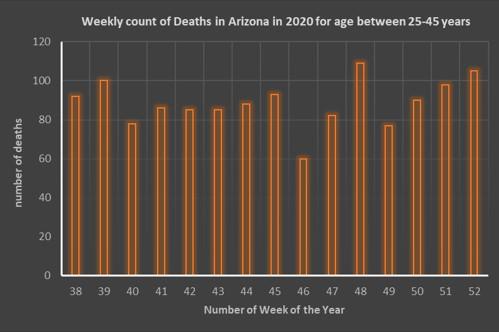 Weekly count of Deaths in Arizona in 2020 for age between 25-45 years
120
100
80
60
40
20
0
number of deaths
38 39 40 41 42 43 44 45 46 47 48 49 50 51 52
Number of Week of the Year